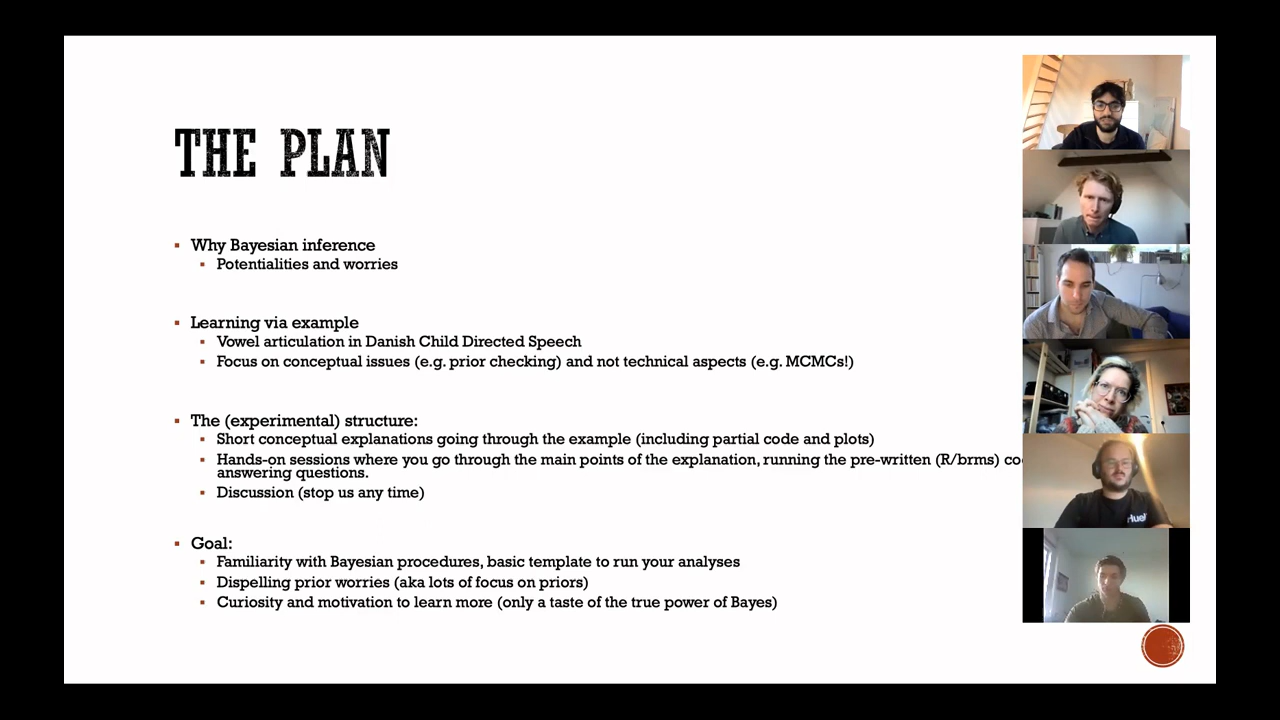 THE PLAN
Why Bayesian inference
Potentialities and worries
Learning via example
Vowel articulation in Danish Child Directed Speech
Focus on conceptual issues (e.g. prior checking) and not technical aspects (e.g. MCMCs!)
The (experimental) structure:
Short conceptual explanations going through the example (including partial code and plots)
Hands-on sessions where you go through the main points of the explanation, running the pre-written (R/brms)
answering questions.
Discussion (stop us any time)
Goal:
Familiarity with Bayesian procedures, basic template to run your analyses
Dispelling prior worries (aka lots of focus on priors)
Curiosity and motivation to learn more (only a taste of the true power of Bayes)